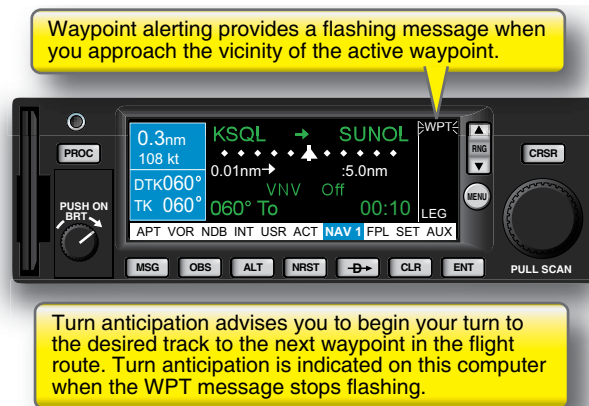 Waypoint alerting provides a flashing message when
you approach the vicinity of the active waypoint.
PROC
PUSH ON
BRT
0.3nm
108 kt
DTK060°
TK 060°
KSQL → SUNOL
0.01nm→ :5.0nm
VNV Off
060° To 00:10
WPT
LEG
APT VOR NDB INT USR ACT NAV 1 FPL SET AUX
RNG
MENU
CRSR
PULL SCAN
MSG OBS ALT NRST D CLR ENT
Turn anticipation advises you to begin your turn to
the desired track to the next waypoint in the flight
route. Turn anticipation is indicated on this computer
when the WPT message stops flashing.